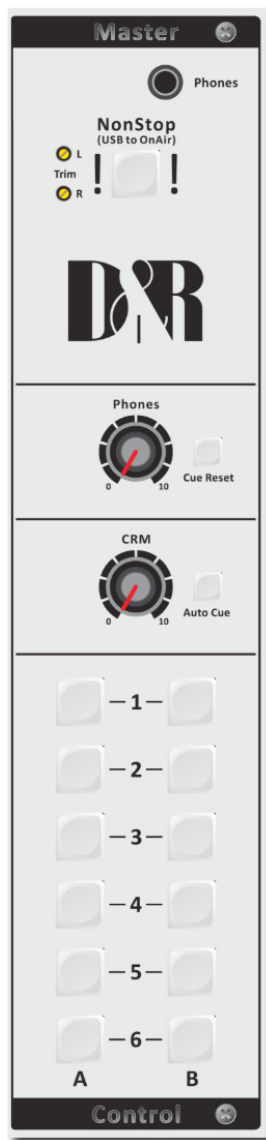 Master
Phones
NonStop
(USB to OnAir)
L
Trim
! !
R
D&R
Phones
0 10
Cue Reset
CRM
0 10
Auto Cue
–1–
–2–
–3–
–4–
–5–
–6–
A B
Control